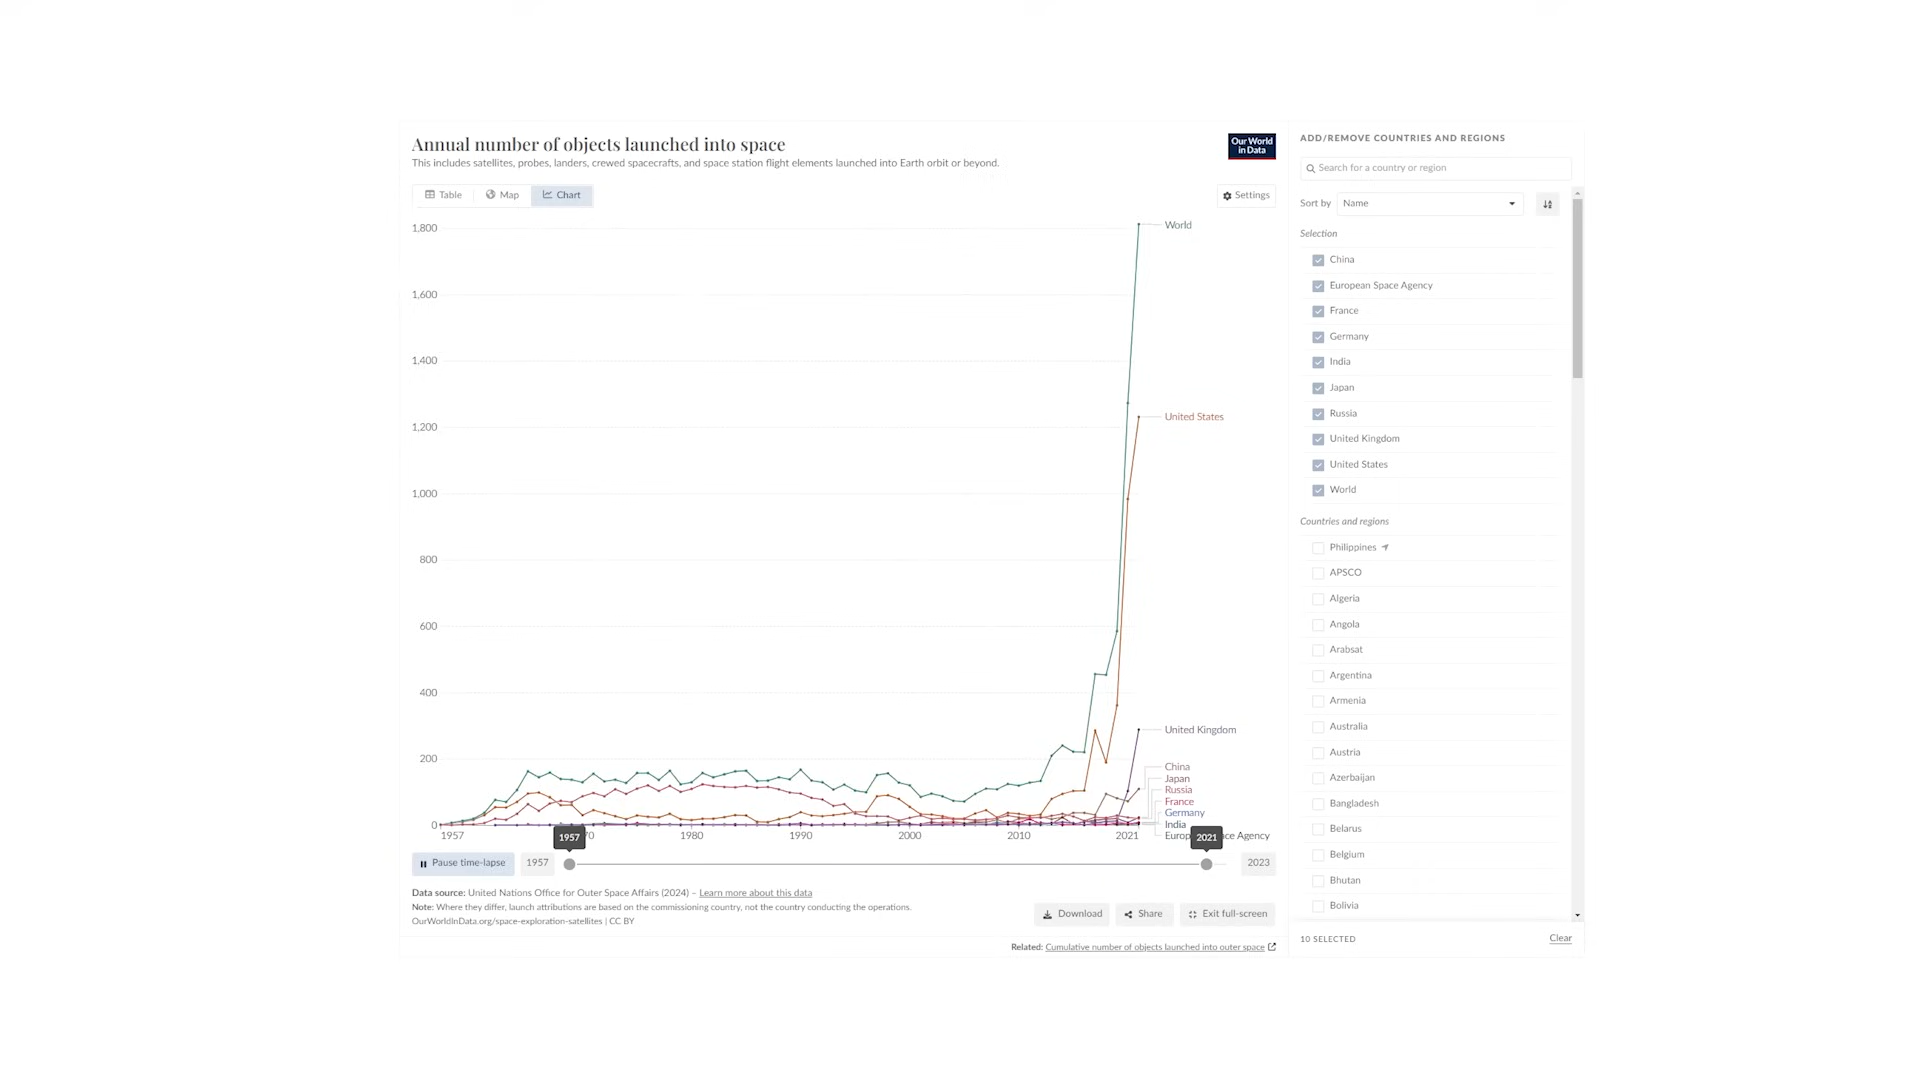 Annual number of objects launched into space
This includes satellites, probes, landers, crewed spacecrafts, and space station flight elements launched into Earth orbit or beyond.
Our World
in Data
Table
Map
Chart
Settings
1,800
1,600
1,400
1,200
1,000
800
600
400
200
0
World
United States
United Kingdom
China
Japan
Russia
France
Germany
India
1957
1980
1990
2000
2010
2021
1957
2021
Pause time-lapse
1957
2023
Data source: United Nations Office for Outer Space Affairs (2024) – Learn more about this data
Note: Where they differ, launch attributions are based on the commissioning country, not the country conducting the operations.
OurWorldinData.org/space-exploration-satellites | CC BY
Download
Share
Exit full-screen
Related: Cumulative number of objects launched into outer space
ADD/REMOVE COUNTRIES AND REGIONS
Search for a country or region
Sort by
Name
Selection
China
European Space Agency
France
Germany
India
Japan
Russia
United Kingdom
United States
World
Countries and regions
Philippines
APSCO
Algeria
Angola
Arabsat
Argentina
Armenia
Australia
Austria
Azerbaijan
Bangladesh
Belarus
Belgium
Bhutan
Bolivia
10 SELECTED
Clear